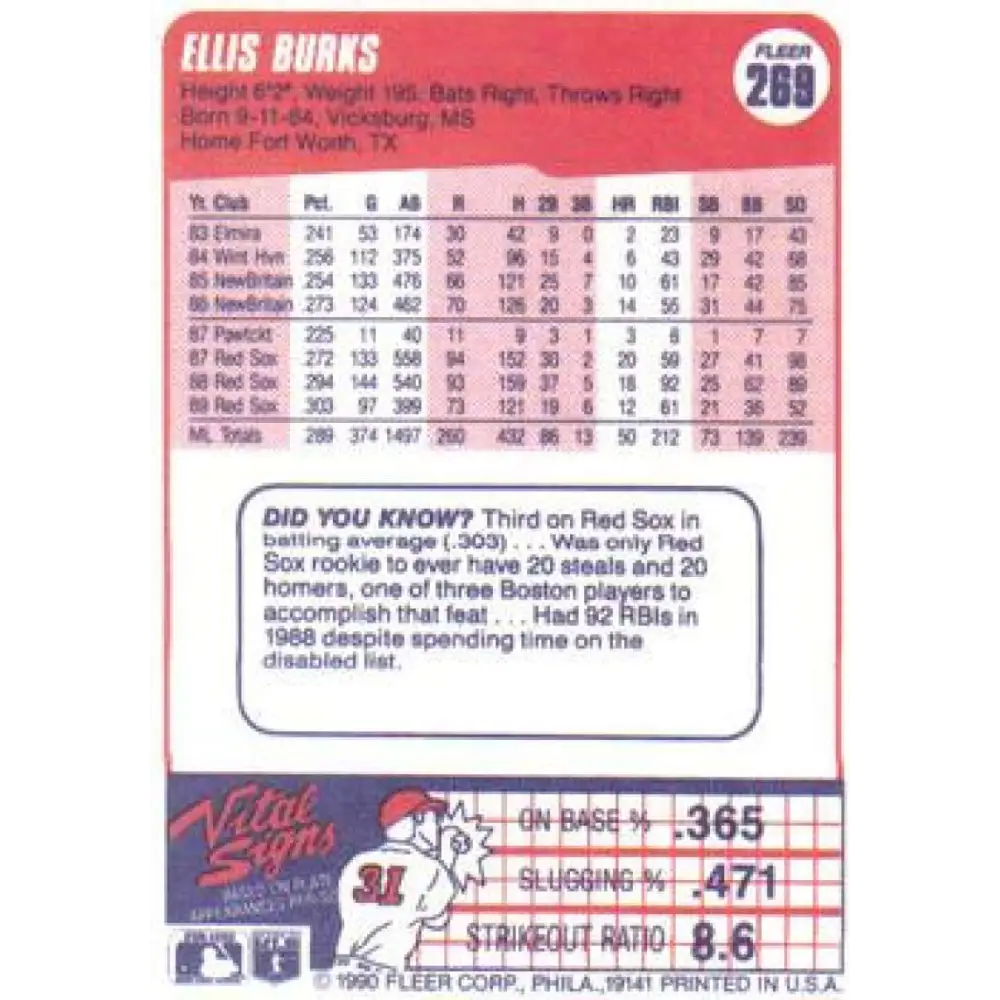 ELLIS BURKS
FLEER
269
Height 6'2", Weight 195, Bats Right, Throws Right
Born 9-11-64, Vicksburg, MS
Home Fort Worth, TX
Yr. Club Pct. G AB R H 2B 3B HR RBI SB BB SO
83 Elmira .241 53 174 30 42 9 0 2 23 9 17 43
84 Wint Hvn .256 112 375 52 96 15 4 6 43 29 42 68
85 NewBritain .254 133 476 66 121 25 7 10 61 17 42 85
86 NewBritain .273 124 462 70 126 20 3 14 55 31 44 75
87 Pawtckt .225 11 40 11 9 3 1 3 6 1 7 7
87 Red Sox .272 133 558 94 152 30 2 20 59 27 41 98
88 Red Sox .294 144 540 93 159 37 5 18 92 25 62 89
89 Red Sox .303 97 399 73 121 19 6 12 61 21 36 52
ML Totals .289 374 1497 260 432 86 13 50 212 73 139 239
DID YOU KNOW? Third on Red Sox in
batting average (.303) . . . Was only Red
Sox rookie to ever have 20 steals and 20
homers, one of three Boston players to
accomplish that feat . . . Had 92 RBIs in
1988 despite spending time on the
disabled list.
Vital
Signs
BASED ON PLATE
APPEARANCES
31
ON BASE % .365
SLUGGING % .471
STRIKEOUT RATIO 8.6
© 1990 FLEER CORP., PHILA.,19141 PRINTED IN U.S.A.